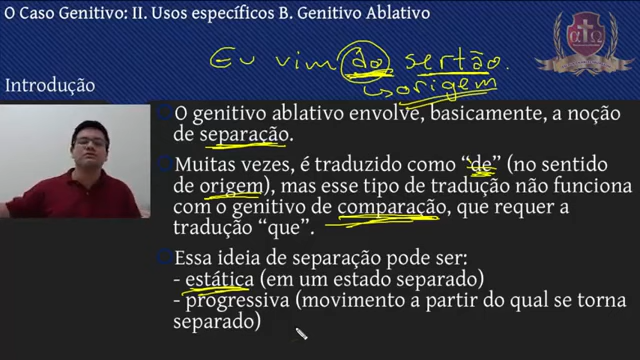 O Caso Genitivo: II. Usos específicos B. Genitivo Ablativo
Eu vim do sertão.
origem
Introdução
O genitivo ablativo envolve, basicamente, a noção
de separação.
Muitas vezes, é traduzido como “de” (no sentido
de origem), mas esse tipo de tradução não funciona
com o genitivo de comparação, que requer a
tradução “que”.
Essa ideia de separação pode ser:
- estática (em um estado separado)
- progressiva (movimento a partir do qual se torna
separado)